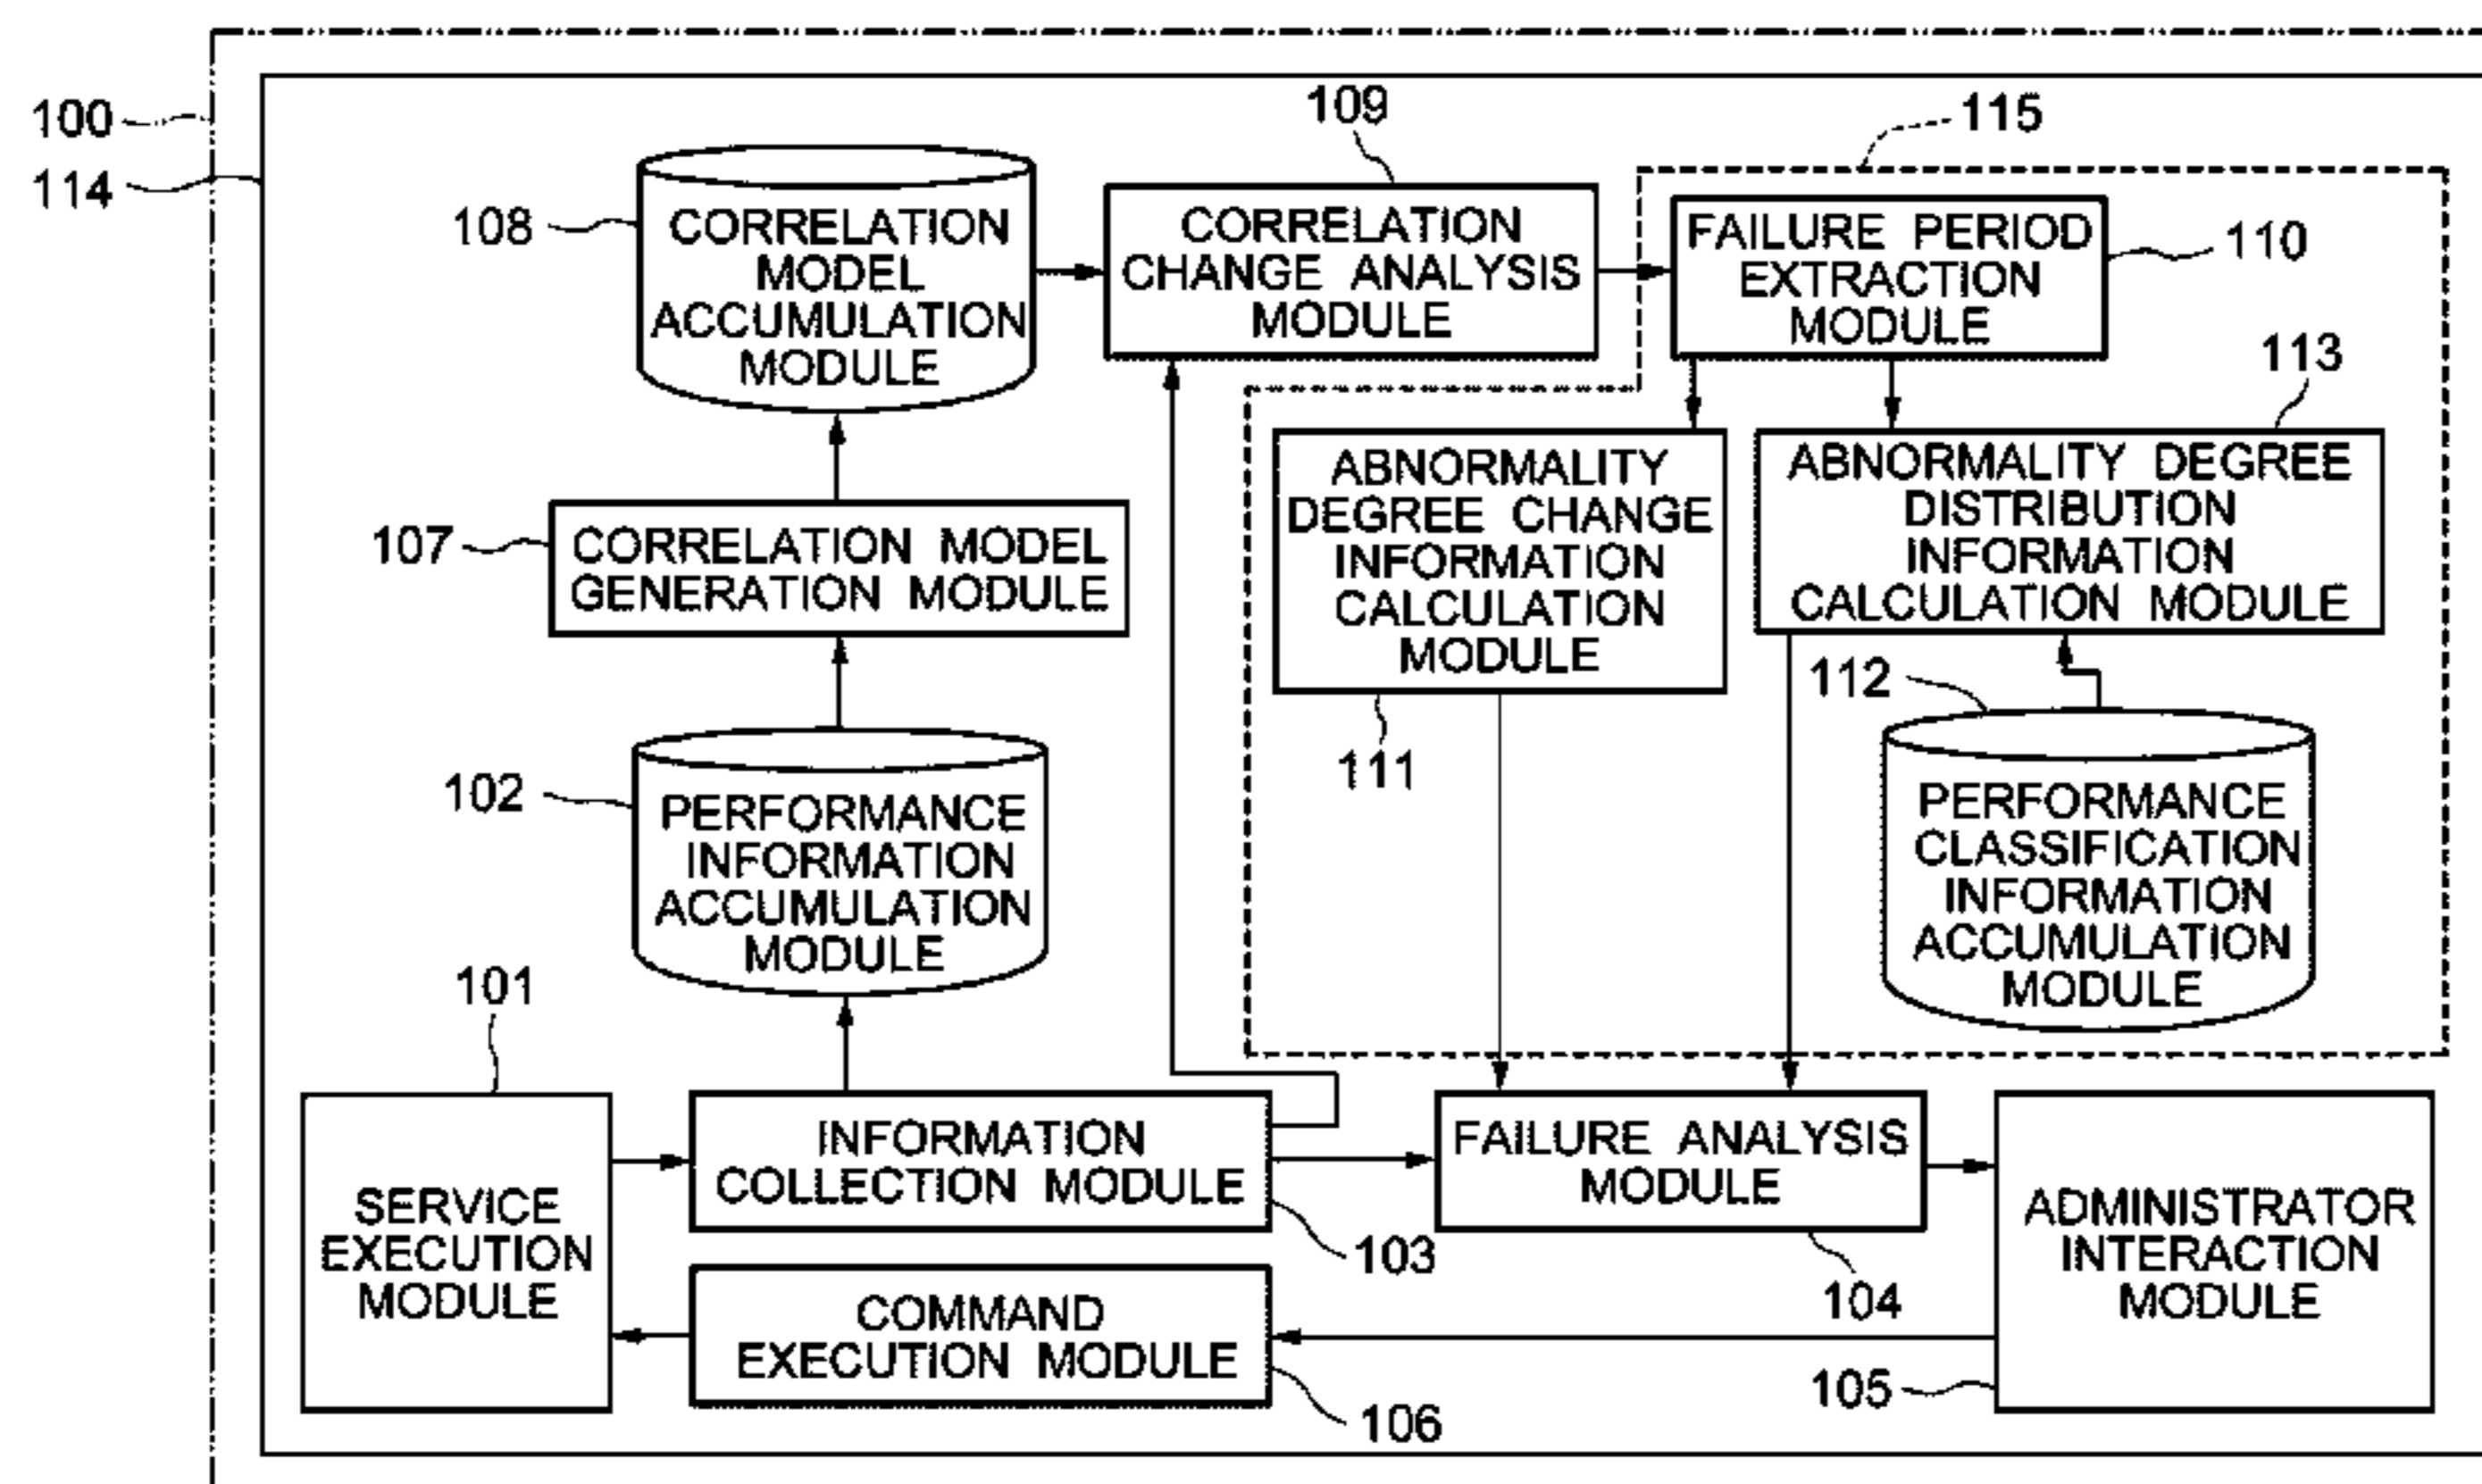 100
114
108
CORRELATION
MODEL
ACCUMULATION
MODULE
109
CORRELATION
CHANGE ANALYSIS
MODULE
115
FAILURE PERIOD
EXTRACTION
MODULE
110
113
107
CORRELATION MODEL
GENERATION MODULE
ABNORMALITY
DEGREE CHANGE
INFORMATION
CALCULATION
MODULE
111
ABNORMALITY DEGREE
DISTRIBUTION
INFORMATION
CALCULATION MODULE
112
PERFORMANCE
CLASSIFICATION
INFORMATION
ACCUMULATION
MODULE
102
PERFORMANCE
INFORMATION
ACCUMULATION
MODULE
101
SERVICE
EXECUTION
MODULE
INFORMATION
COLLECTION MODULE
103
FAILURE ANALYSIS
MODULE
104
ADMINISTRATOR
INTERACTION
MODULE
105
COMMAND
EXECUTION MODULE
106